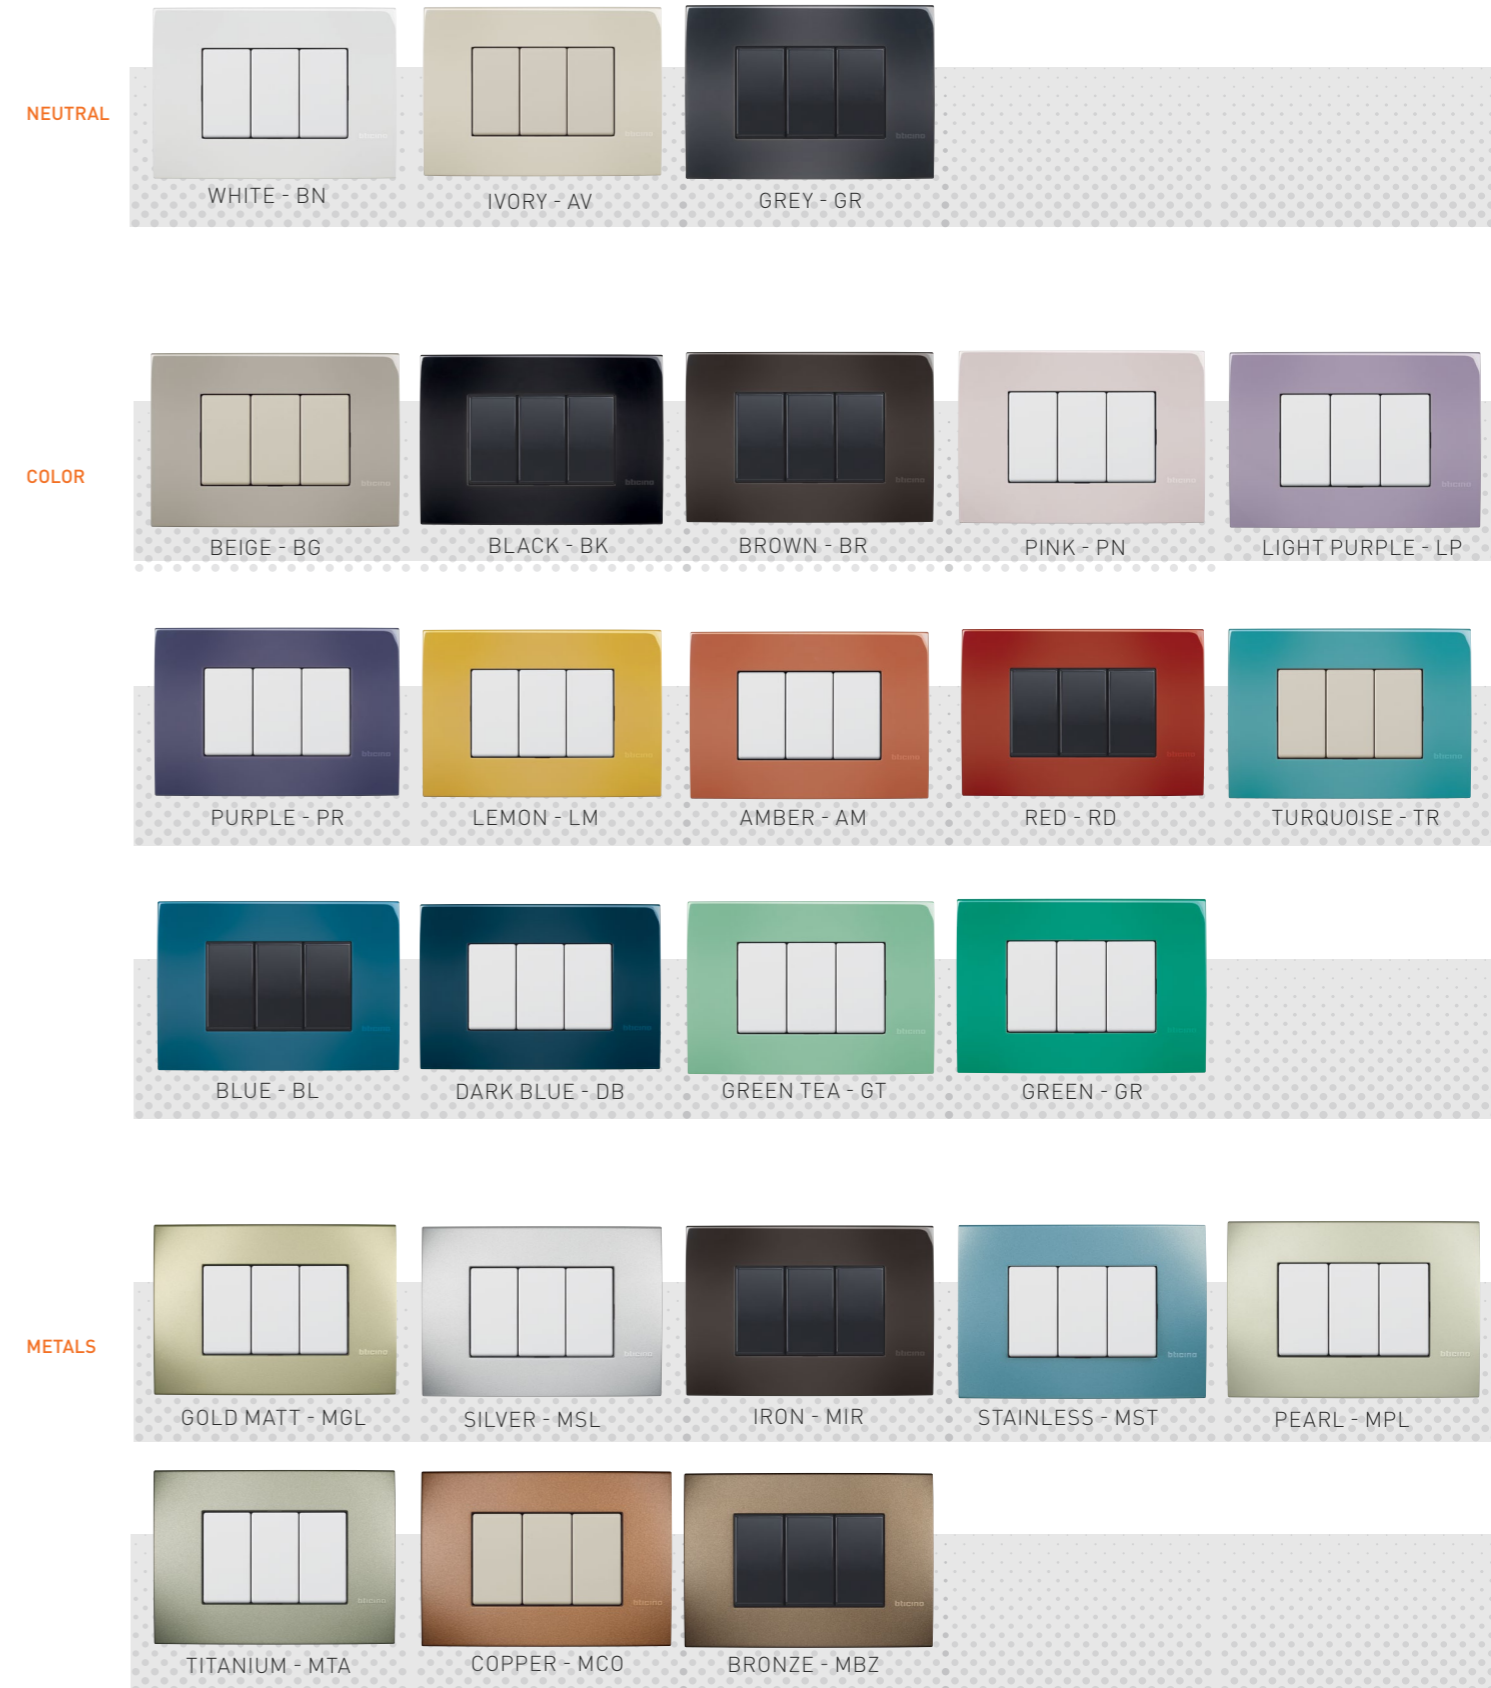 NEUTRAL
WHITE - BN
IVORY - AV
GREY - GR
COLOR
BEIGE - BG
BLACK - BK
BROWN - BR
PINK - PN
LIGHT PURPLE - LP
PURPLE - PR
LEMON - LM
AMBER - AM
RED - RD
TURQUOISE - TR
BLUE - BL
DARK BLUE - DB
GREEN TEA - GT
GREEN - GR
METALS
GOLD MATT - MGL
SILVER - MSL
IRON - MIR
STAINLESS - MST
PEARL - MPL
TITANIUM - MTA
COPPER - MCO
BRONZE - MBZ